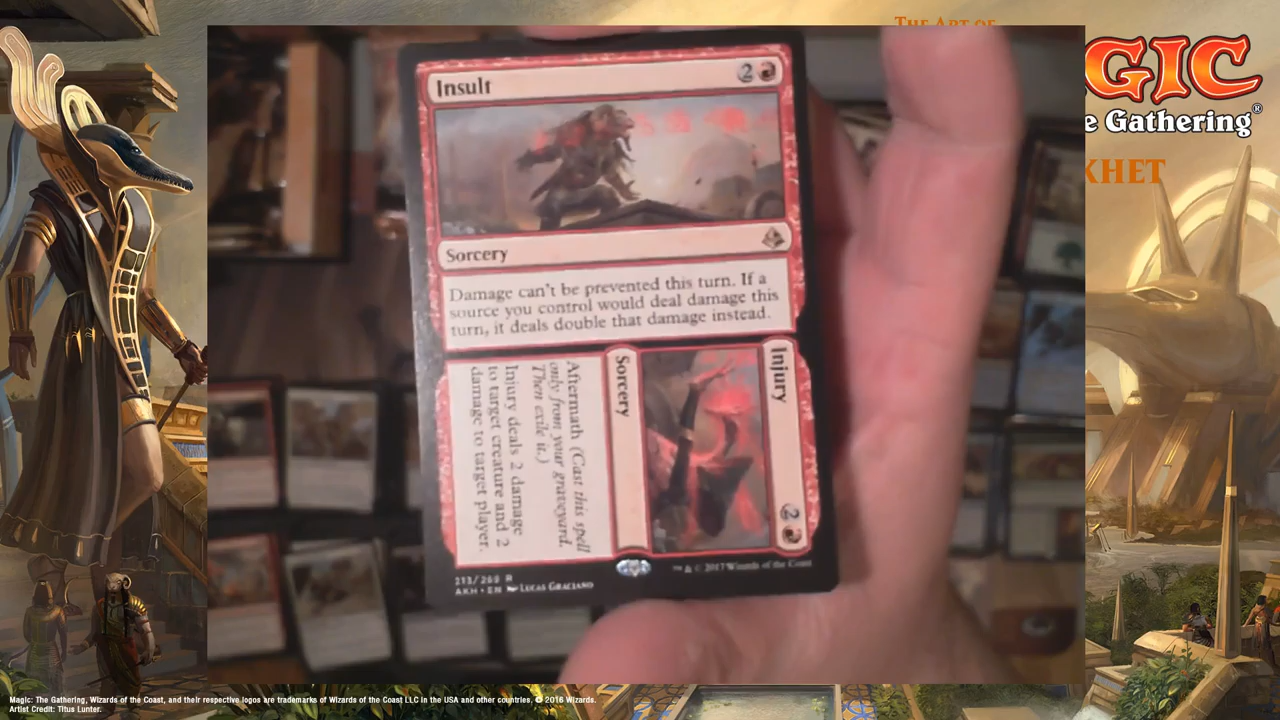 THE ART OF
GIC
e Gathering®
KHET
Insult
2
Sorcery
Damage can't be prevented this turn. If a
source you control would deal damage this
turn, it deals double that damage instead.
Injury
2
Sorcery
Aftermath (Cast this spell
only from your graveyard.
Then exile it.)
Injury deals 2 damage
to target creature and 2
damage to target player.
213/269 R
AKH • EN LUCAS GRACIANO
™ & © 2017 Wizards of the Coast
Magic: The Gathering, Wizards of the Coast, and their respective logos are trademarks of Wizards of the Coast LLC in the USA and other countries. © 2016 Wizards.
Artist Credit: Titus Lunter.